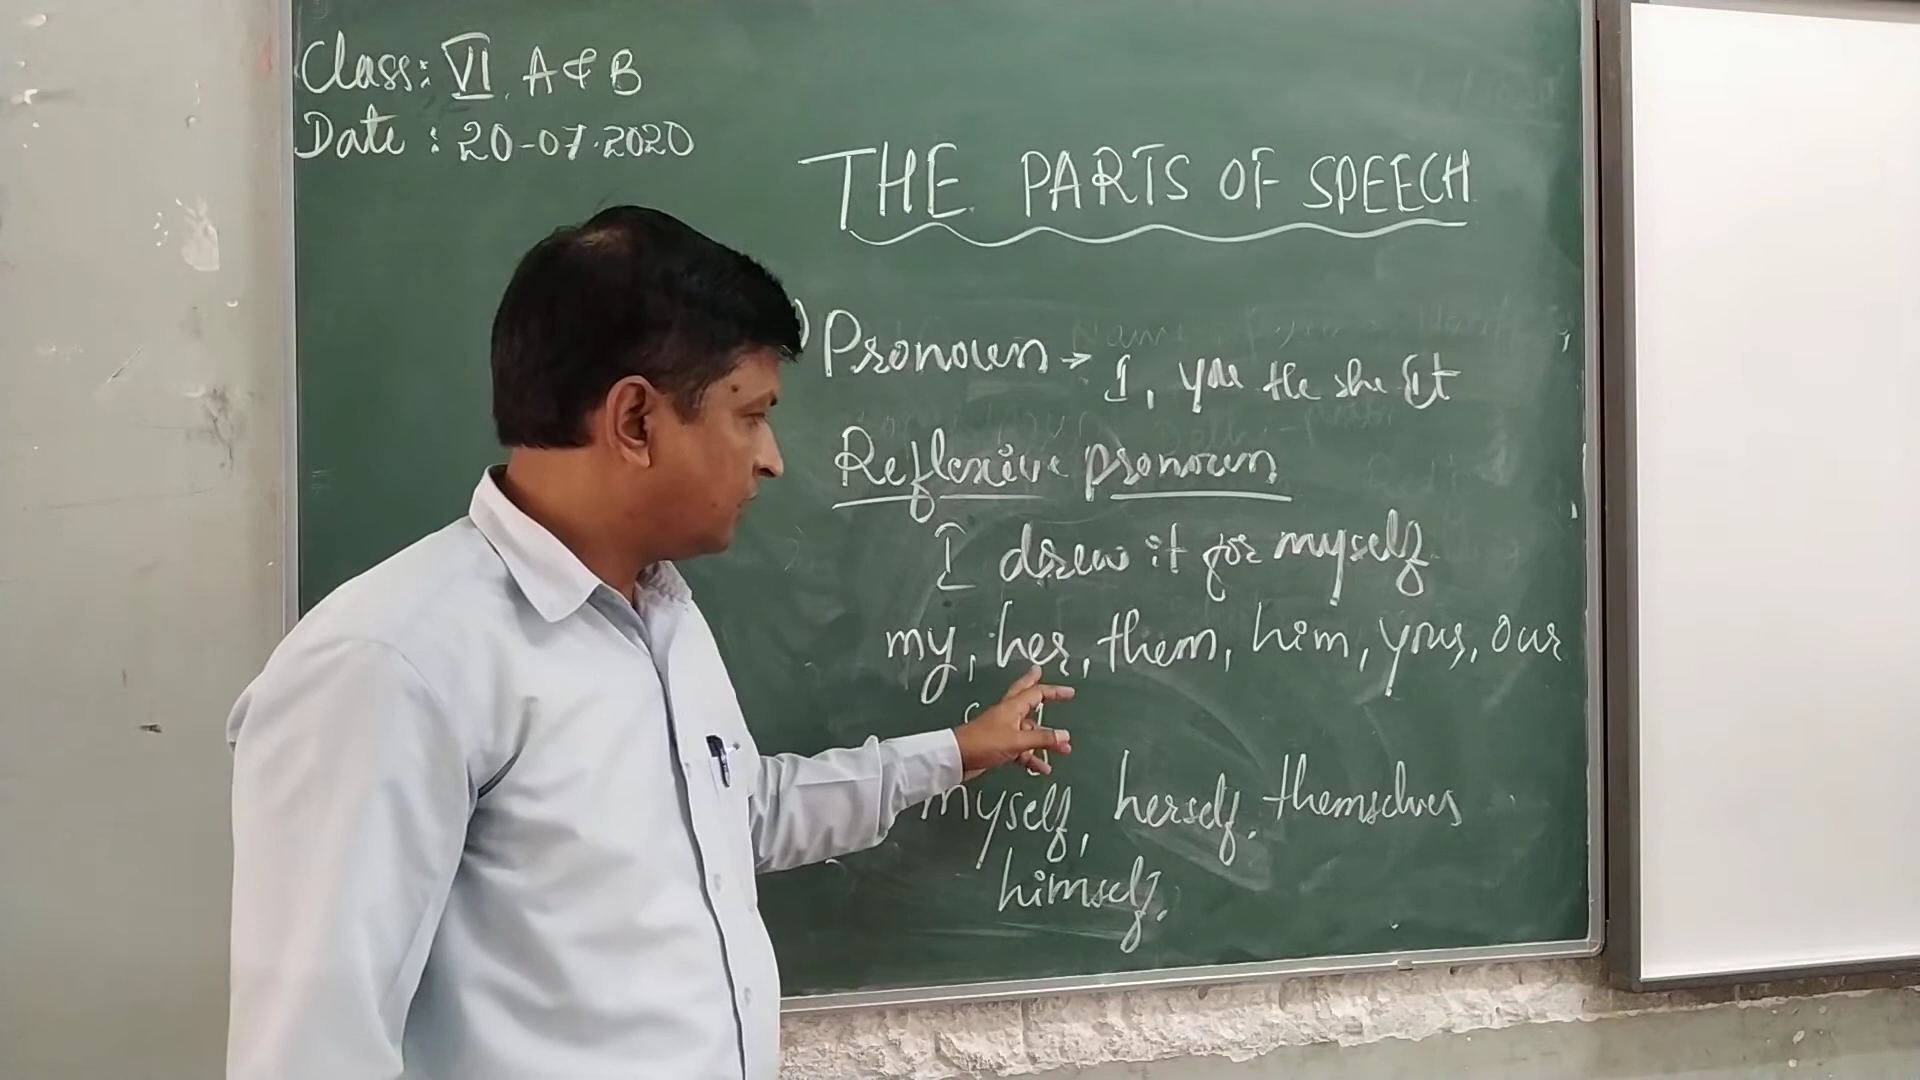 Class: VI A & B
Date : 20-07-2020
THE PARTS OF SPEECH
) Pronoun → I, you He she It
Reflexive pronoun
I drew it for myself
my, her, them, him, your, our
self
myself, herself, themselves
himself.